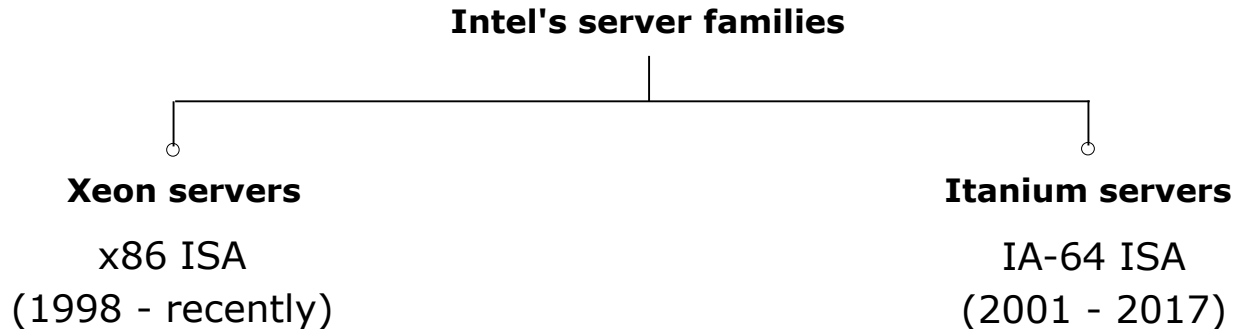 Intel's server families
Xeon servers
x86 ISA
(1998 - recently)
Itanium servers
IA-64 ISA
(2001 - 2017)